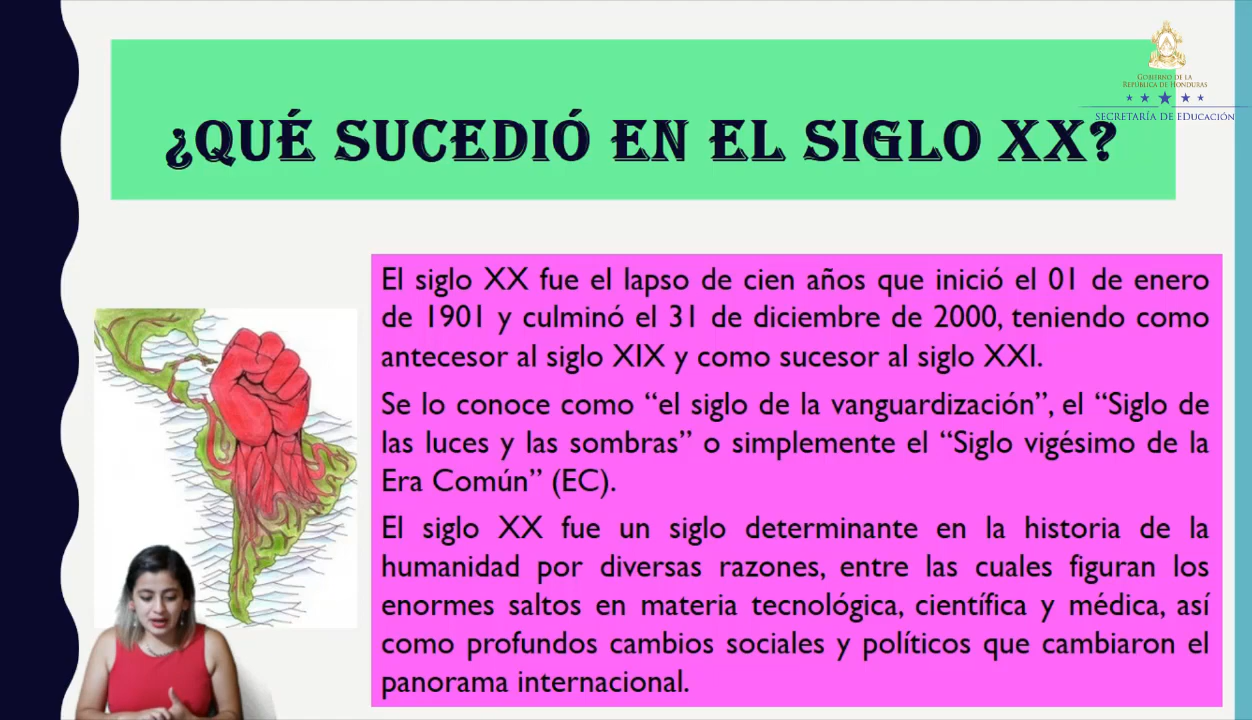 GOBIERNO DE LA
REPÚBLICA DE HONDURAS
SECRETARÍA DE EDUCACIÓN
¿QUÉ SUCEDIÓ EN EL SIGLO XX?
El siglo XX fue el lapso de cien años que inició el 01 de enero
de 1901 y culminó el 31 de diciembre de 2000, teniendo como
antecesor al siglo XIX y como sucesor al siglo XXI.
Se lo conoce como “el siglo de la vanguardización”, el “Siglo de
las luces y las sombras” o simplemente el “Siglo vigésimo de la
Era Común” (EC).
El siglo XX fue un siglo determinante en la historia de la
humanidad por diversas razones, entre las cuales figuran los
enormes saltos en materia tecnológica, científica y médica, así
como profundos cambios sociales y políticos que cambiaron el
panorama internacional.